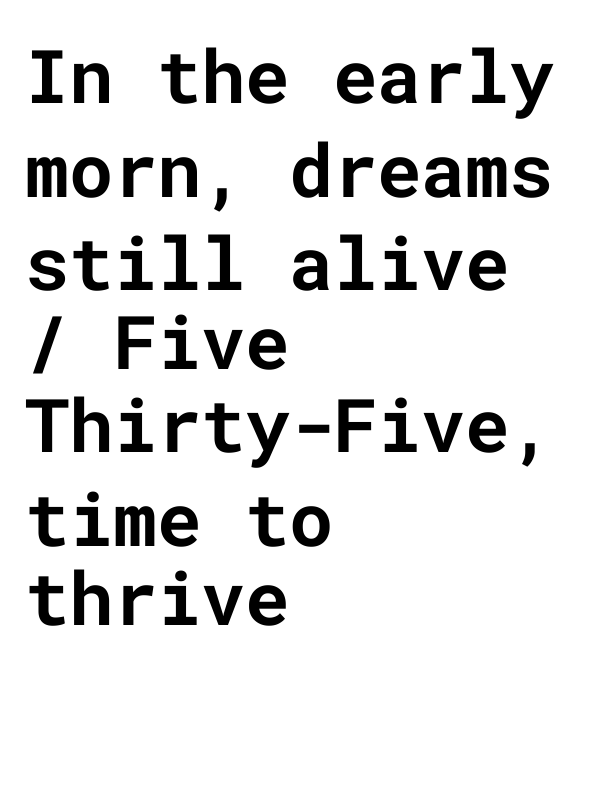 In the early
morn, dreams
still alive
/ Five
Thirty-Five,
time to
thrive